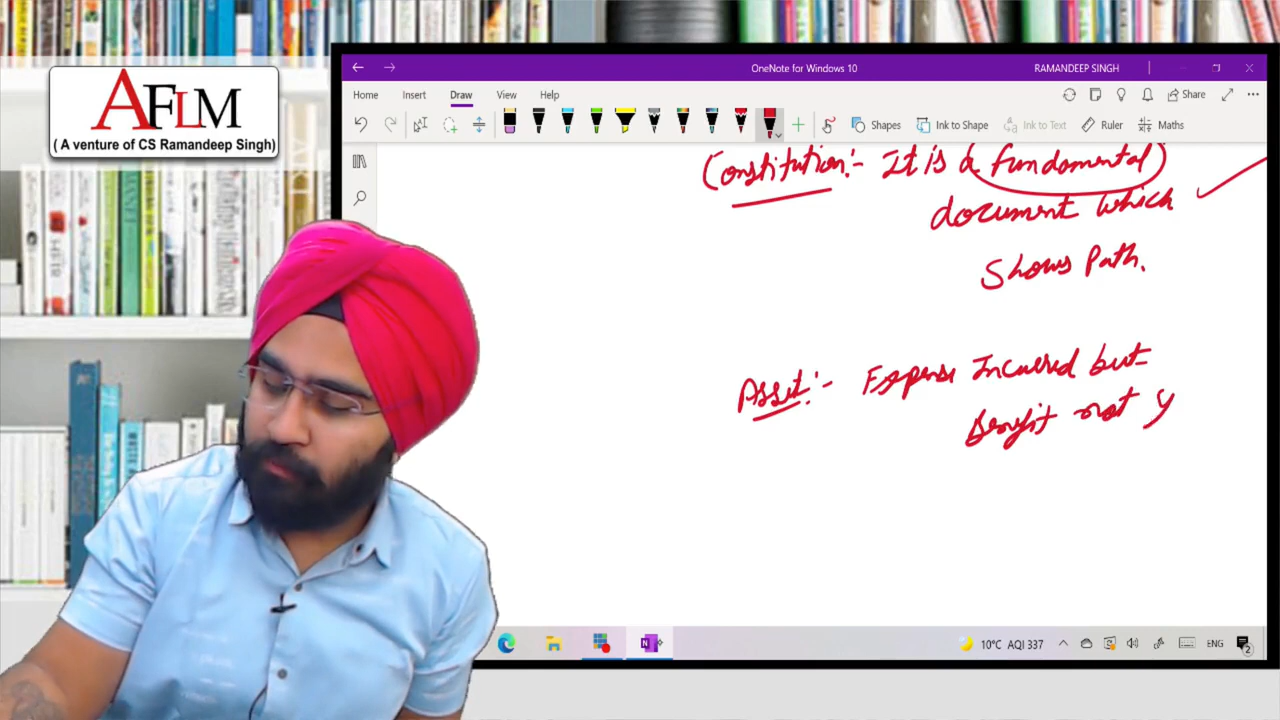 AFLM
( A venture of CS Ramandeep Singh)
OneNote for Windows 10
RAMANDEEP SINGH
Home Insert Draw View Help
Share
Shapes Ink to Shape Ink to Text Ruler Maths
Constitution:- It is a fundamental
document which
Shows Path.
Asset:- Expense Incurred but
Benefit not y
10°C AQI 337 ENG 2